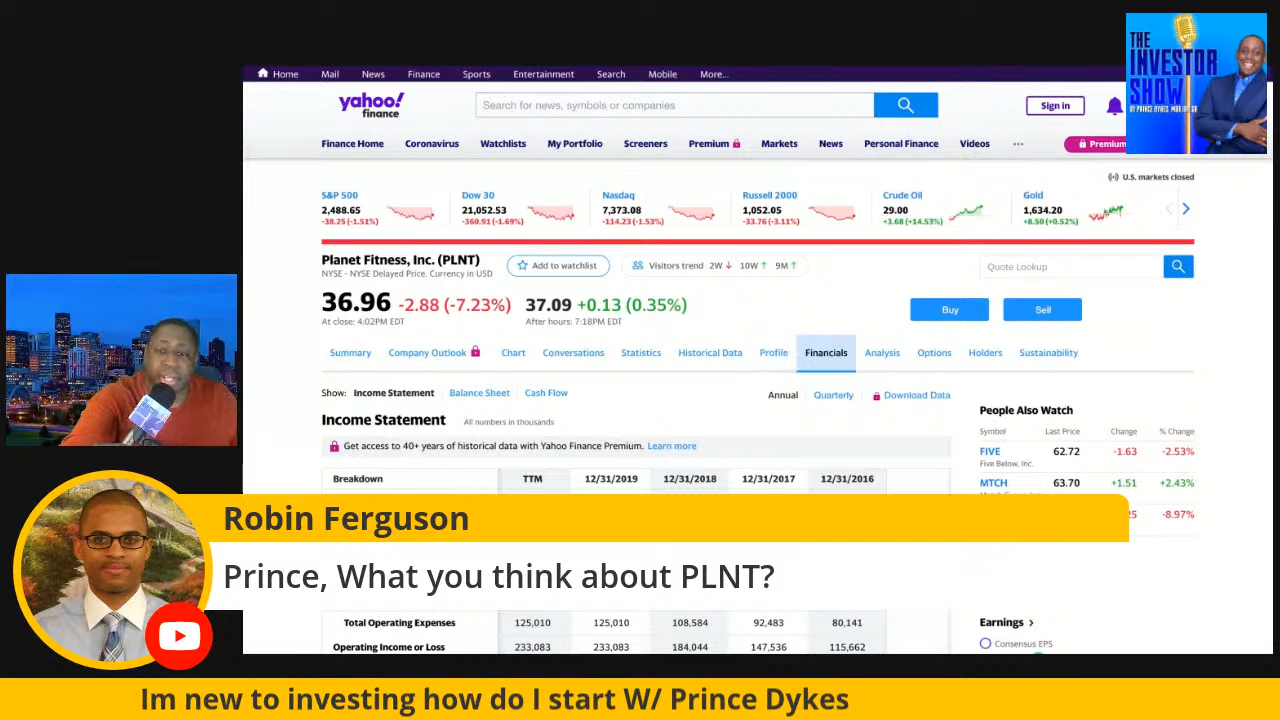 Home Mail News Finance Sports Entertainment Search Mobile More...
yahoo!
finance
Search for news, symbols or companies
Sign in
THE
INVESTOR
SHOW
Finance Home Coronavirus Watchlists My Portfolio Screeners Premium Markets News Personal Finance Videos ... Premium
U.S. markets closed
S&P 500 Dow 30 Nasdaq Russell 2000 Crude Oil Gold
2,488.65 21,052.53 7,373.08 1,052.05 29.00 1,634.20
-38.25 (-1.51%) -360.91 (-1.69%) -114.23 (-1.53%) -33.76 (-3.11%) +3.68 (+14.53%) +8.50 (+0.52%)
Planet Fitness, Inc. (PLNT)
NYSE - NYSE Delayed Price. Currency in USD
Add to watchlist
Visitors trend 2W ↓ 10W ↑ 9M ↑
Quote Lookup
36.96 -2.88 (-7.23%) 37.09 +0.13 (0.35%)
At close: 4:02PM EDT After hours: 7:18PM EDT
Buy Sell
Summary Company Outlook Chart Conversations Statistics Historical Data Profile Financials Analysis Options Holders Sustainability
Show: Income Statement Balance Sheet Cash Flow Annual Quarterly Download Data
Income Statement All numbers in thousands
Get access to 40+ years of historical data with Yahoo Finance Premium. Learn more
Breakdown TTM 12/31/2019 12/31/2018 12/31/2017 12/31/2016
People Also Watch
Symbol Last Price Change % Change
FIVE 62.72 -1.63 -2.53%
Five Below, Inc.
MTCH 63.70 +1.51 +2.43%
-8.97%
Robin Ferguson
Prince, What you think about PLNT?
Total Operating Expenses 125,010 125,010 108,584 92,483 80,141
Operating Income or Loss 233,083 233,083 184,044 147,536 115,662
Earnings >
Consensus EPS
Im new to investing how do I start W/ Prince Dykes